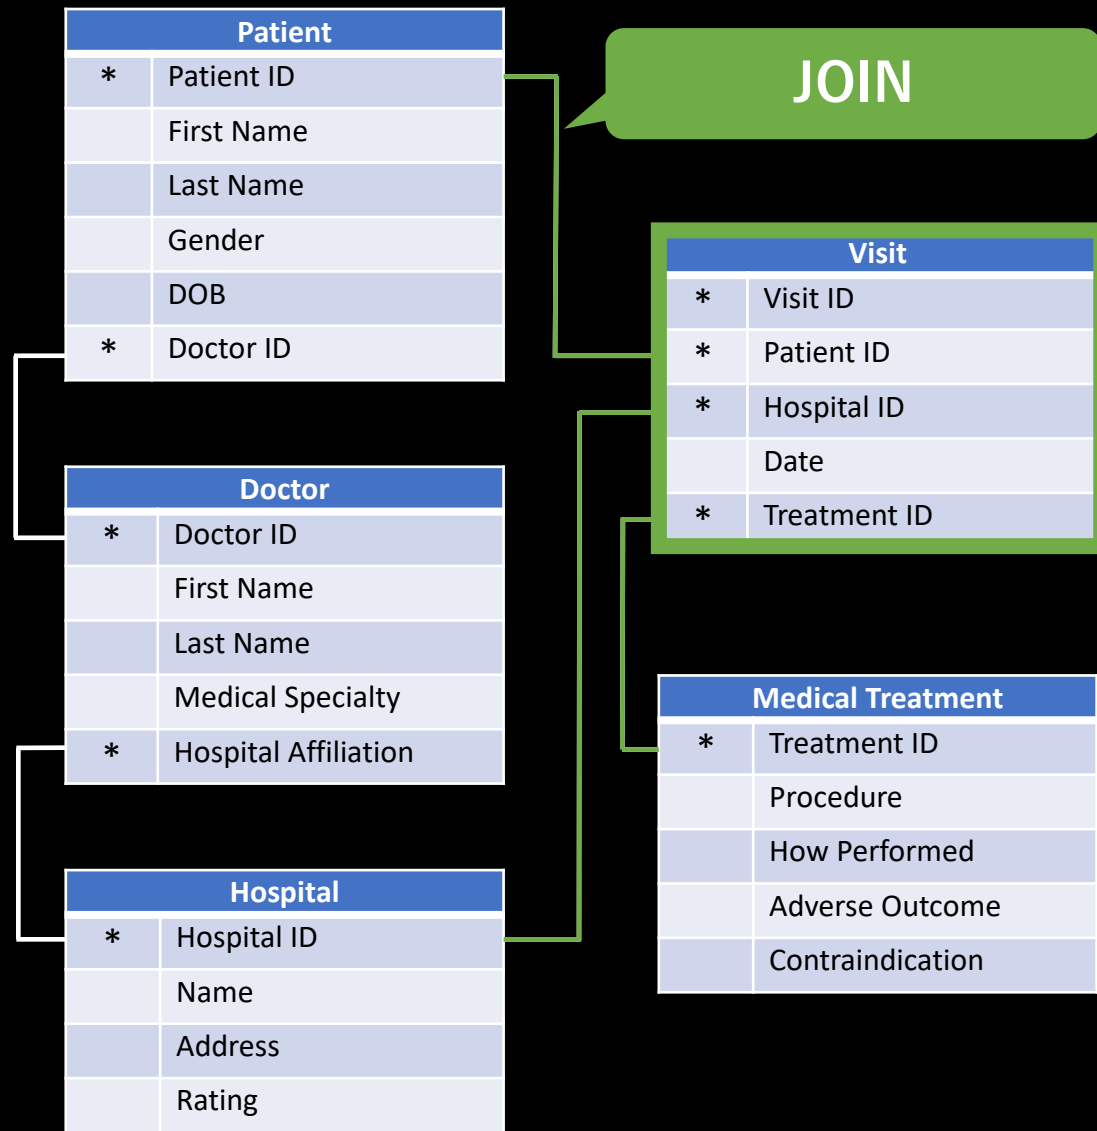 Patient
* Patient ID
First Name
Last Name
Gender
DOB
* Doctor ID
JOIN
Visit
* Visit ID
* Patient ID
* Hospital ID
Date
* Treatment ID
Doctor
* Doctor ID
First Name
Last Name
Medical Specialty
* Hospital Affiliation
Medical Treatment
* Treatment ID
Procedure
How Performed
Adverse Outcome
Contraindication
Hospital
* Hospital ID
Name
Address
Rating